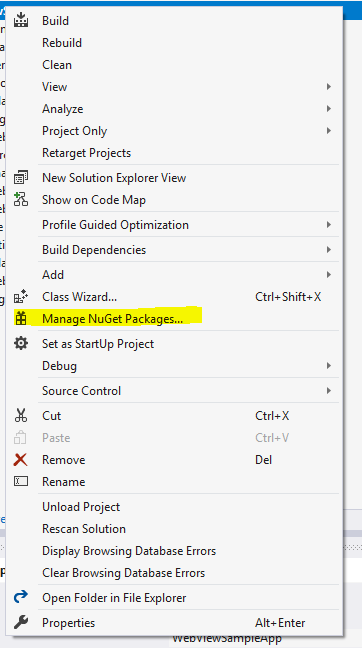 Build
Rebuild
Clean
View
Analyze
Project Only
Retarget Projects
New Solution Explorer View
Show on Code Map
Profile Guided Optimization
Build Dependencies
Add
Class Wizard... Ctrl+Shift+X
Manage NuGet Packages...
Set as StartUp Project
Debug
Source Control
Cut Ctrl+X
Paste Ctrl+V
Remove Del
Rename
Unload Project
Rescan Solution
Display Browsing Database Errors
Clear Browsing Database Errors
Open Folder in File Explorer
Properties Alt+Enter
WebViewSampleApp